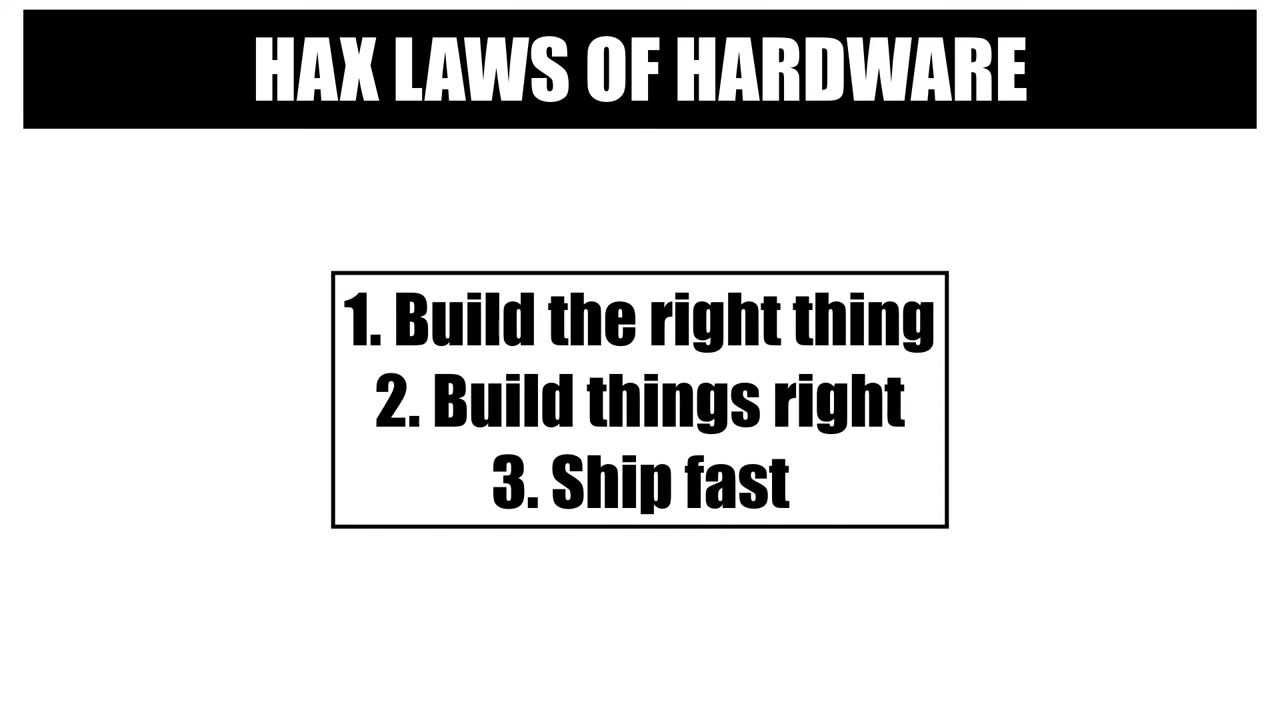 HAX LAWS OF HARDWARE
1. Build the right thing
2. Build things right
3. Ship fast